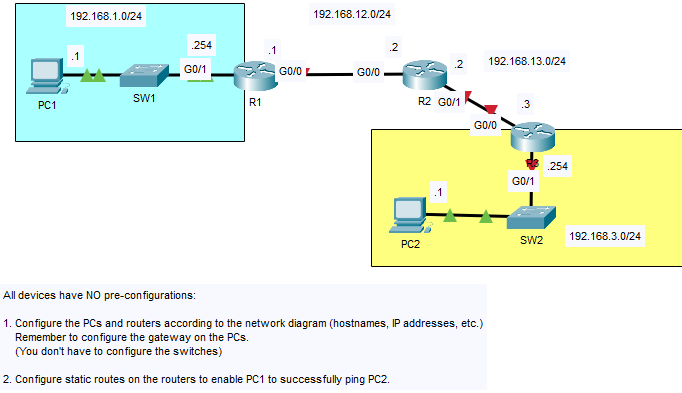 192.168.1.0/24
192.168.12.0/24
.1
.254
.1
.2
G0/1
G0/0
G0/0
.2
192.168.13.0/24
PC1
SW1
R1
R2
G0/1
.3
G0/0
R3
.254
G0/1
.1
PC2
SW2
192.168.3.0/24
All devices have NO pre-configurations:
1. Configure the PCs and routers according to the network diagram (hostnames, IP addresses, etc.)
Remember to configure the gateway on the PCs.
(You don't have to configure the switches)
2. Configure static routes on the routers to enable PC1 to successfully ping PC2.